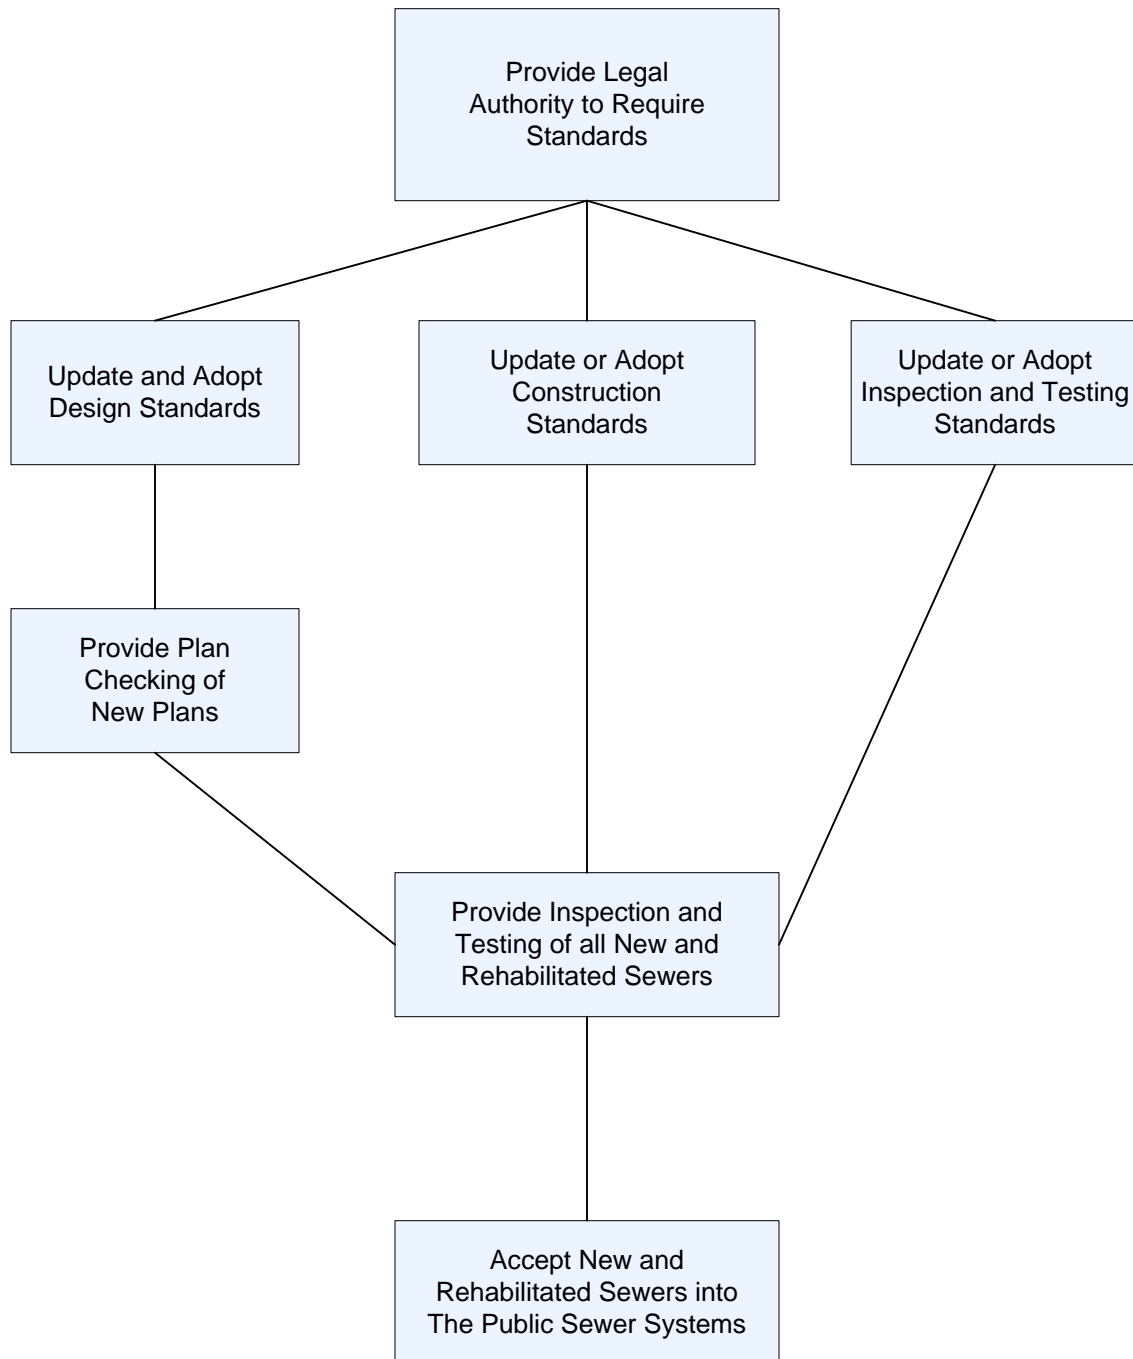 Provide Legal
Authority to Require
Standards
Update and Adopt
Design Standards
Update or Adopt
Construction
Standards
Update or Adopt
Inspection and Testing
Standards
Provide Plan
Checking of
New Plans
Provide Inspection and
Testing of all New and
Rehabilitated Sewers
Accept New and
Rehabilitated Sewers into
The Public Sewer Systems